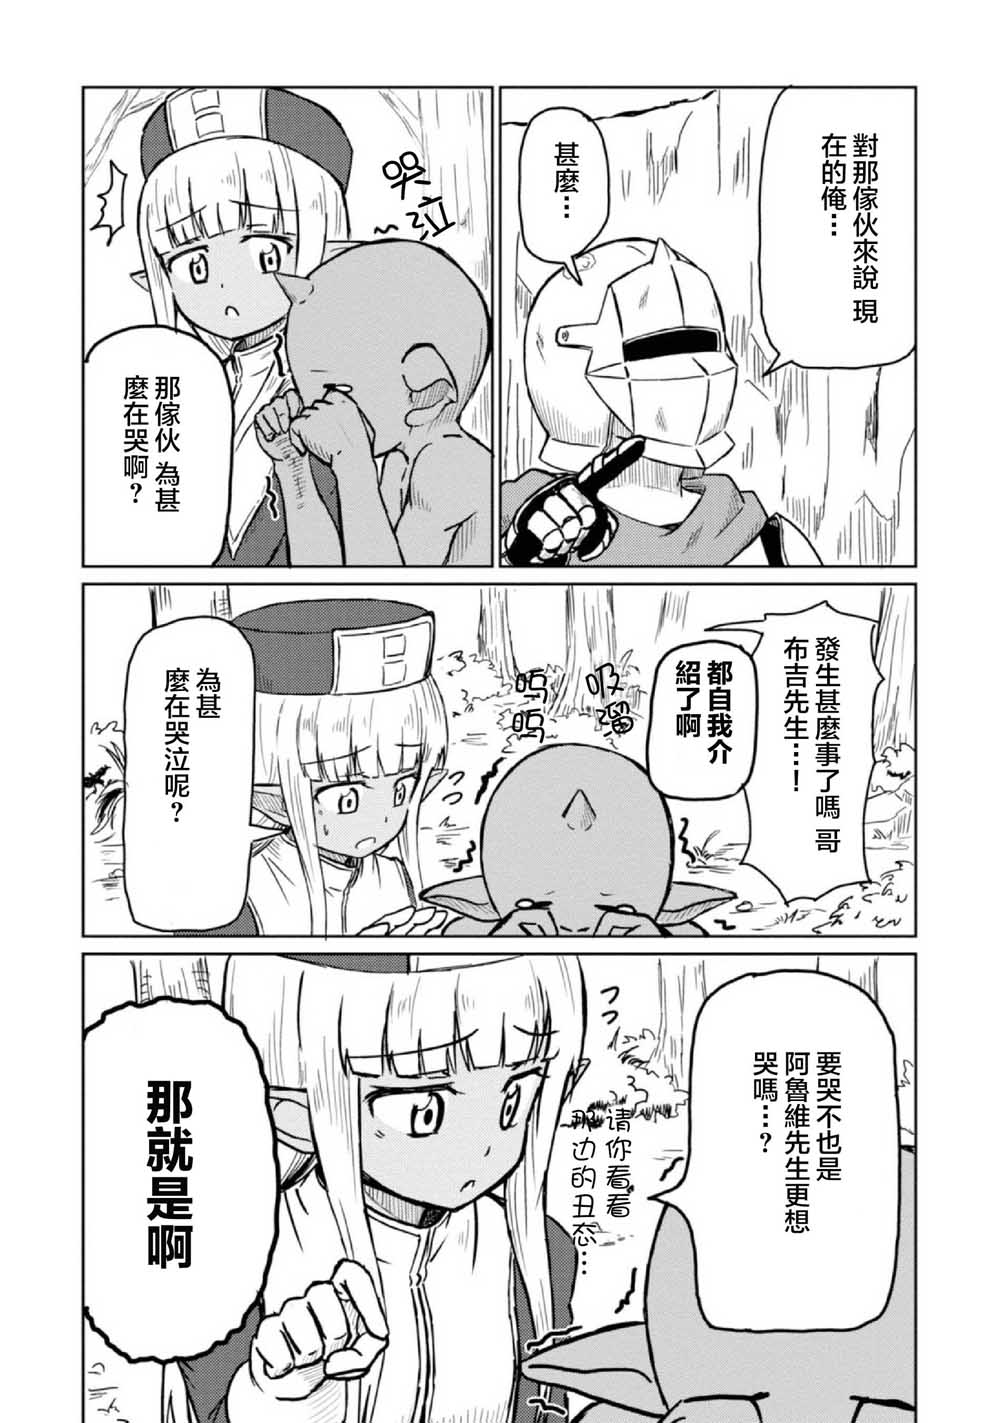 對那傢伙來說 現
在的俺…
甚麼…
哭泣
那傢伙 為甚
麼在哭啊?
發生甚麼事了嗎 哥
布吉先生…!
都自我介
紹了啊
吸溜
嗚嗚
為甚
麼在哭泣呢?
要哭不也是
阿魯維先生更想
哭嗎…?
请你看看
那边的丑态…
那就是啊